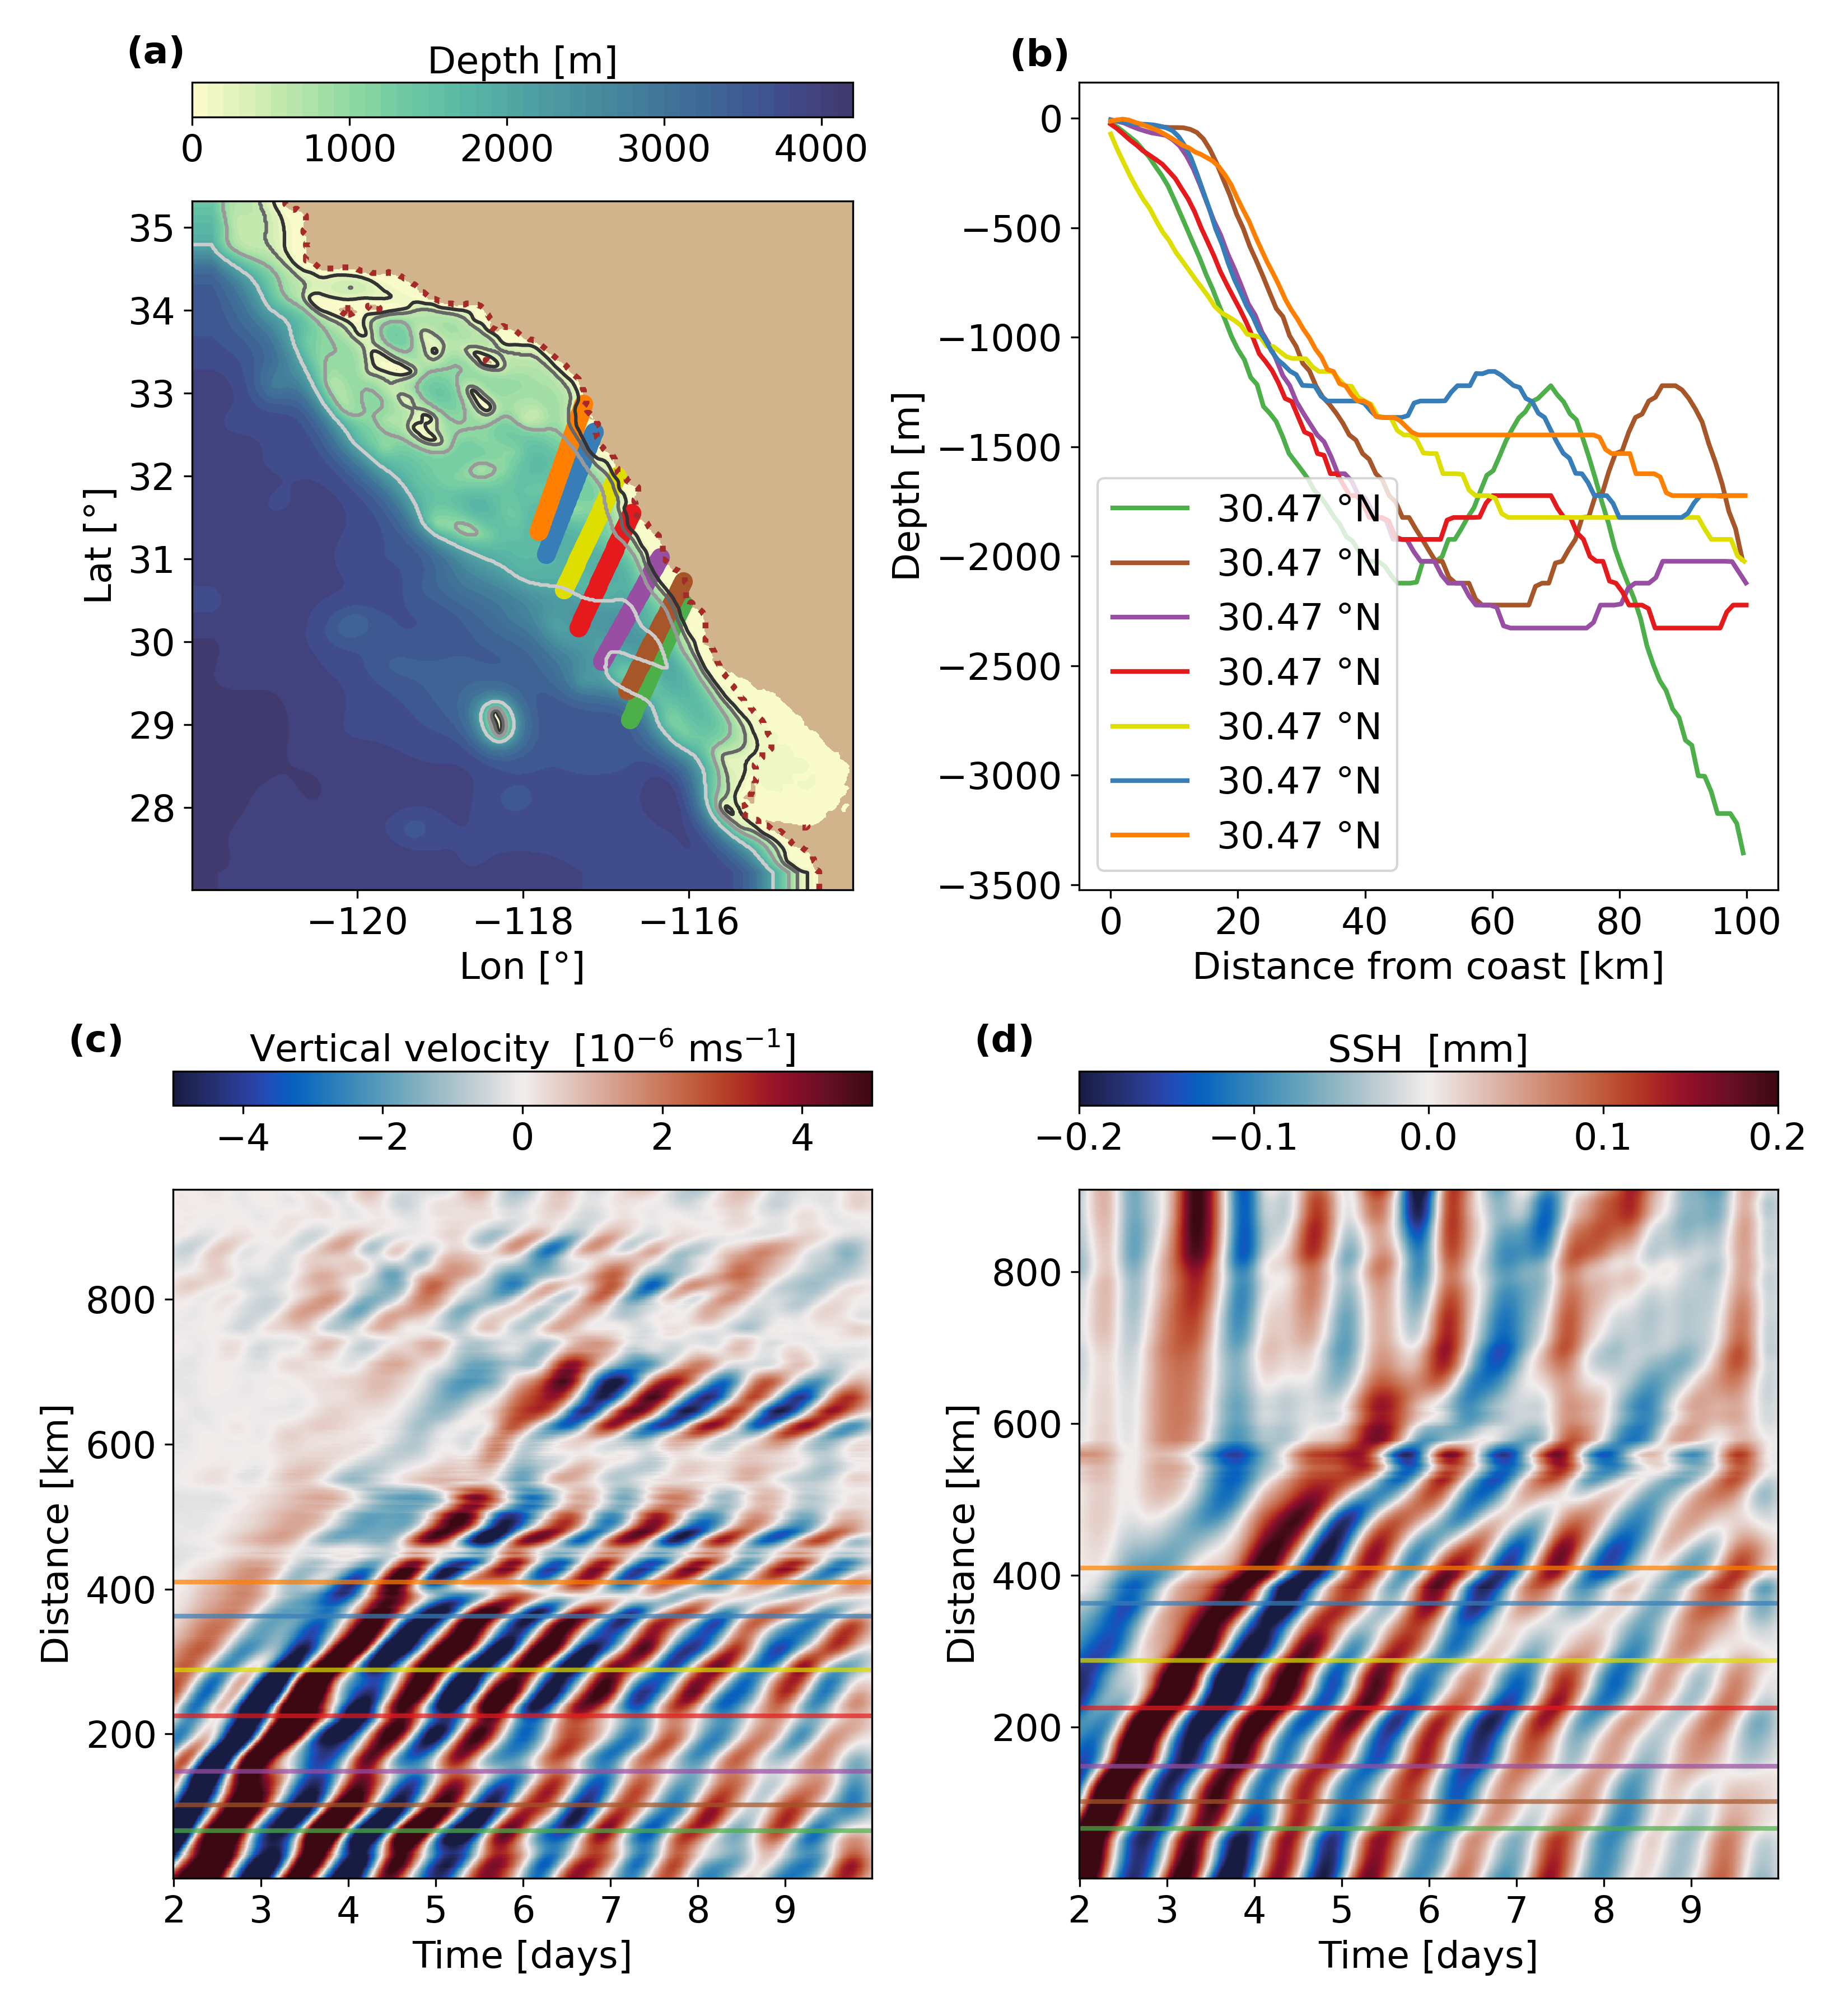 (a)
Depth [m]
0 1000 2000 3000 4000
35
34
33
32
31
30
29
28
Lat [°]
−120 −118 −116
Lon [°]
(b)
0
−500
−1000
−1500
−2000
−2500
−3000
−3500
Depth [m]
30.47 °N
30.47 °N
30.47 °N
30.47 °N
30.47 °N
30.47 °N
30.47 °N
0 20 40 60 80 100
Distance from coast [km]
(c)
Vertical velocity [10⁻⁶ ms⁻¹]
−4 −2 0 2 4
800
600
400
200
Distance [km]
2 3 4 5 6 7 8 9
Time [days]
(d)
SSH [mm]
−0.2 −0.1 0.0 0.1 0.2
800
600
400
200
Distance [km]
2 3 4 5 6 7 8 9
Time [days]